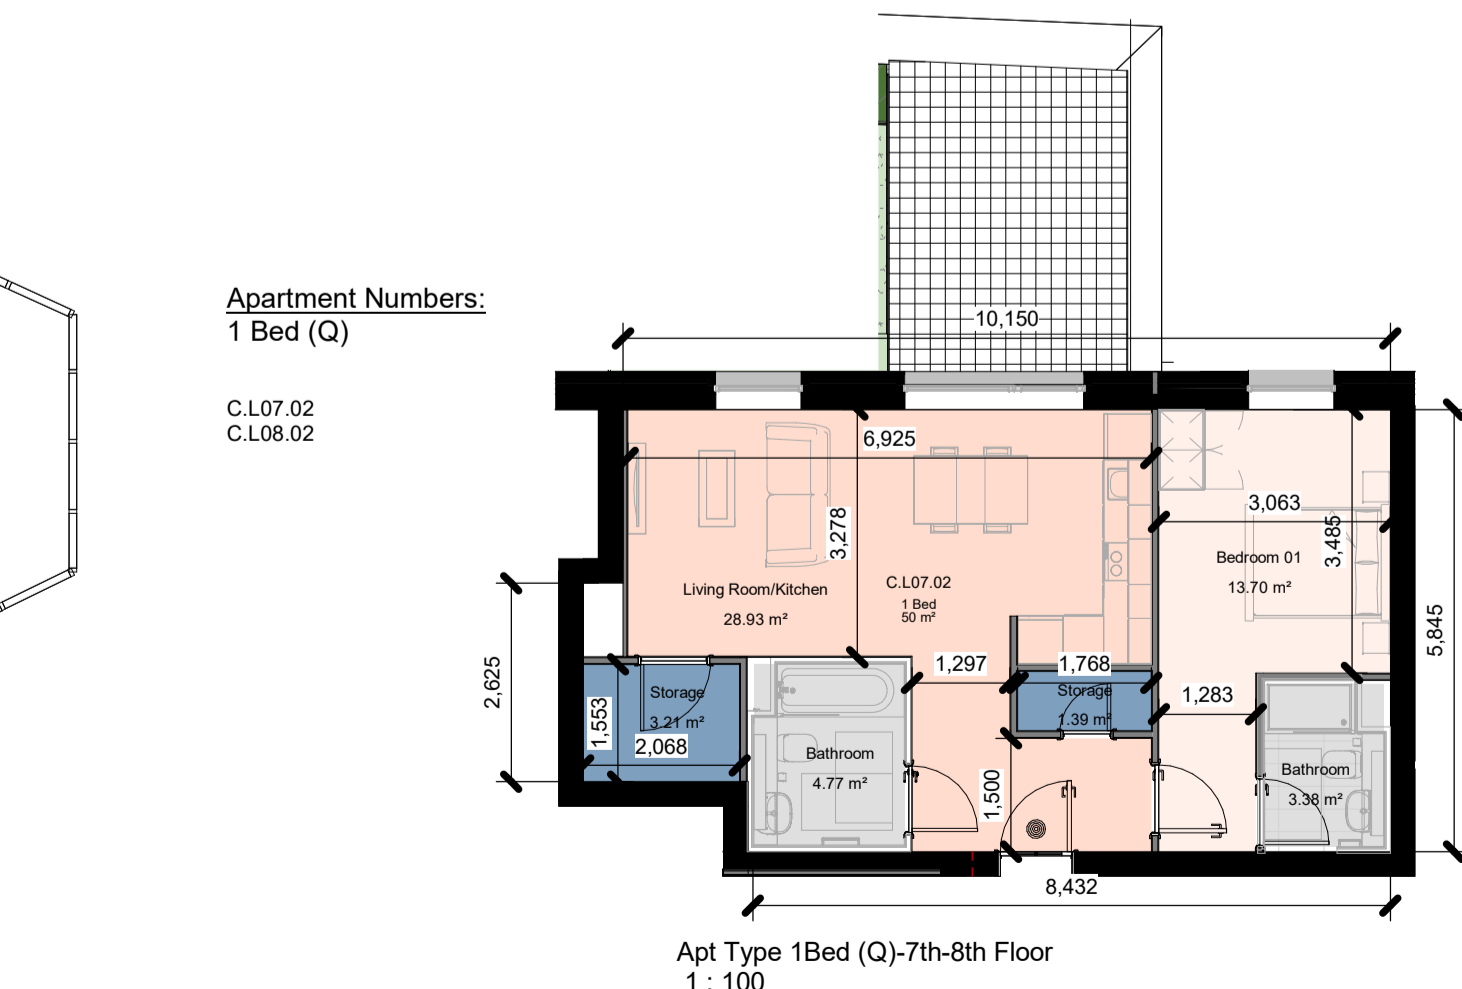 Apartment Numbers:
1 Bed (Q)
C.L07.02
C.L08.02
10,150
6,925
3,278
3,063
3,485
Bedroom 01
13.70 m²
Living Room/Kitchen
28.93 m²
C.L07.02
1 Bed
50 m²
5,845
2,625
1,297
1,768
1,283
Storage
3.21 m²
1,553
2,068
Storage
1.39 m²
Bathroom
4.77 m²
1,500
Bathroom
3.38 m²
8,432
Apt Type 1Bed (Q)-7th-8th Floor
1 : 100